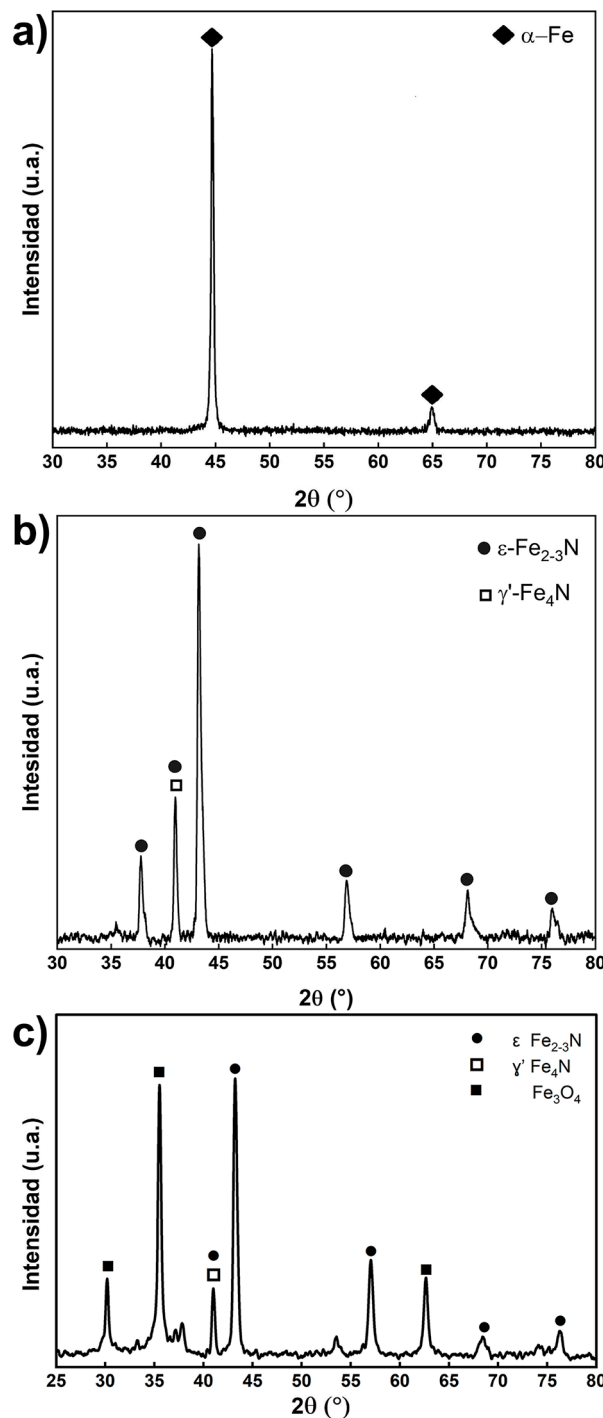 a)
α–Fe
Intensidad (u.a.)
30 35 40 45 50 55 60 65 70 75 80
2θ (°)
b)
ε-Fe₂₋₃N
γ'-Fe₄N
Intesidad (u.a.)
30 35 40 45 50 55 60 65 70 75 80
2θ (°)
c)
ε Fe₂₋₃N
γ' Fe₄N
Fe₃O₄
Intensidad (u.a.)
25 30 35 40 45 50 55 60 65 70 75 80
2θ (°)